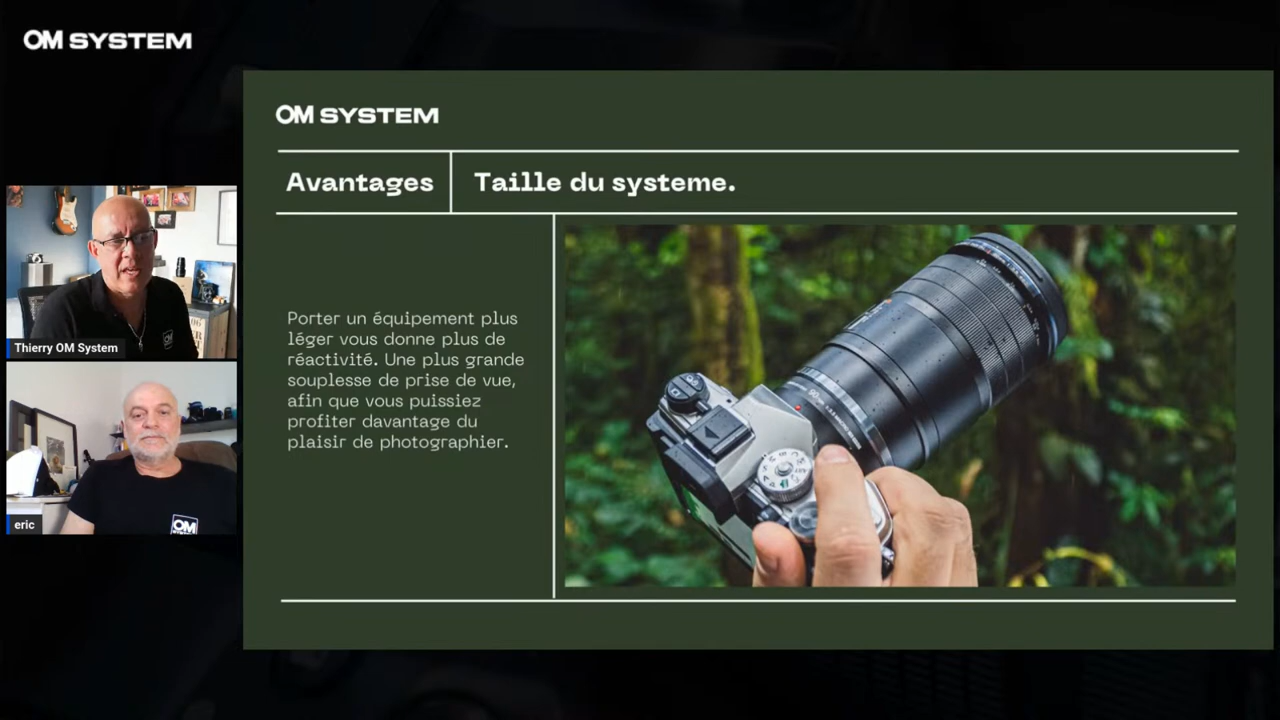 OM SYSTEM
OM SYSTEM
Avantages
Taille du systeme.
Porter un équipement plus
léger vous donne plus de
réactivité. Une plus grande
souplesse de prise de vue,
afin que vous puissiez
profiter davantage du
plaisir de photographier.
Thierry OM System
eric
OM